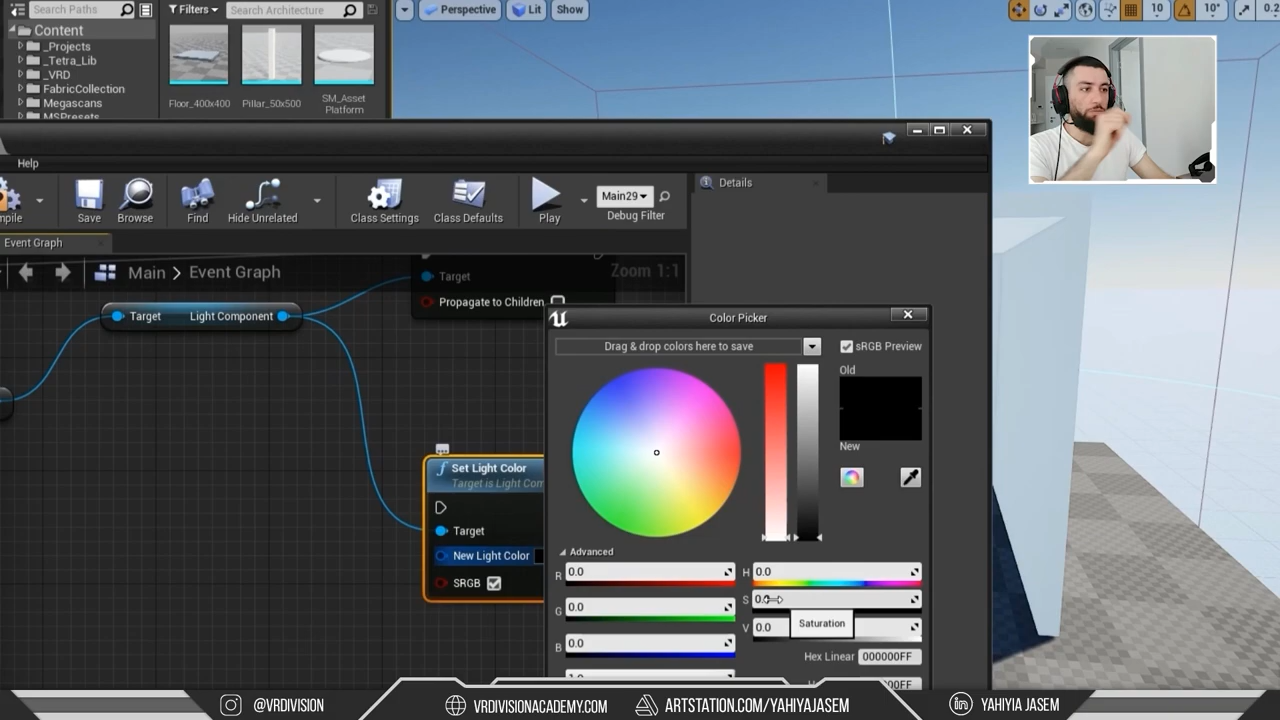 Search Paths
Filters
Search Architecture
Perspective
Lit
Show
10
10°
0.2
Content
_Projects
_Tetra_Lib
_VRD
FabricCollection
Megascans
MSPresets
Floor_400x400
Pillar_50x500
SM_Asset
Platform
Help
Save
Browse
Find
Hide Unrelated
Class Settings
Class Defaults
Play
Main29
Debug Filter
Details
Event Graph
Main > Event Graph
Zoom 1:1
Target
Propagate to Children
Target
Light Component
Color Picker
Drag & drop colors here to save
sRGB Preview
Old
New
Set Light Color
Target is Light Com
Target
New Light Color
SRGB
Advanced
R 0.0
G 0.0
B 0.0
H 0.0
S 0.0
V 0.0
Saturation
Hex Linear 000000FF
@VRDIVISION
VRDIVISIONACADEMY.COM
ARTSTATION.COM/YAHIYAJASEM
YAHIYIA JASEM